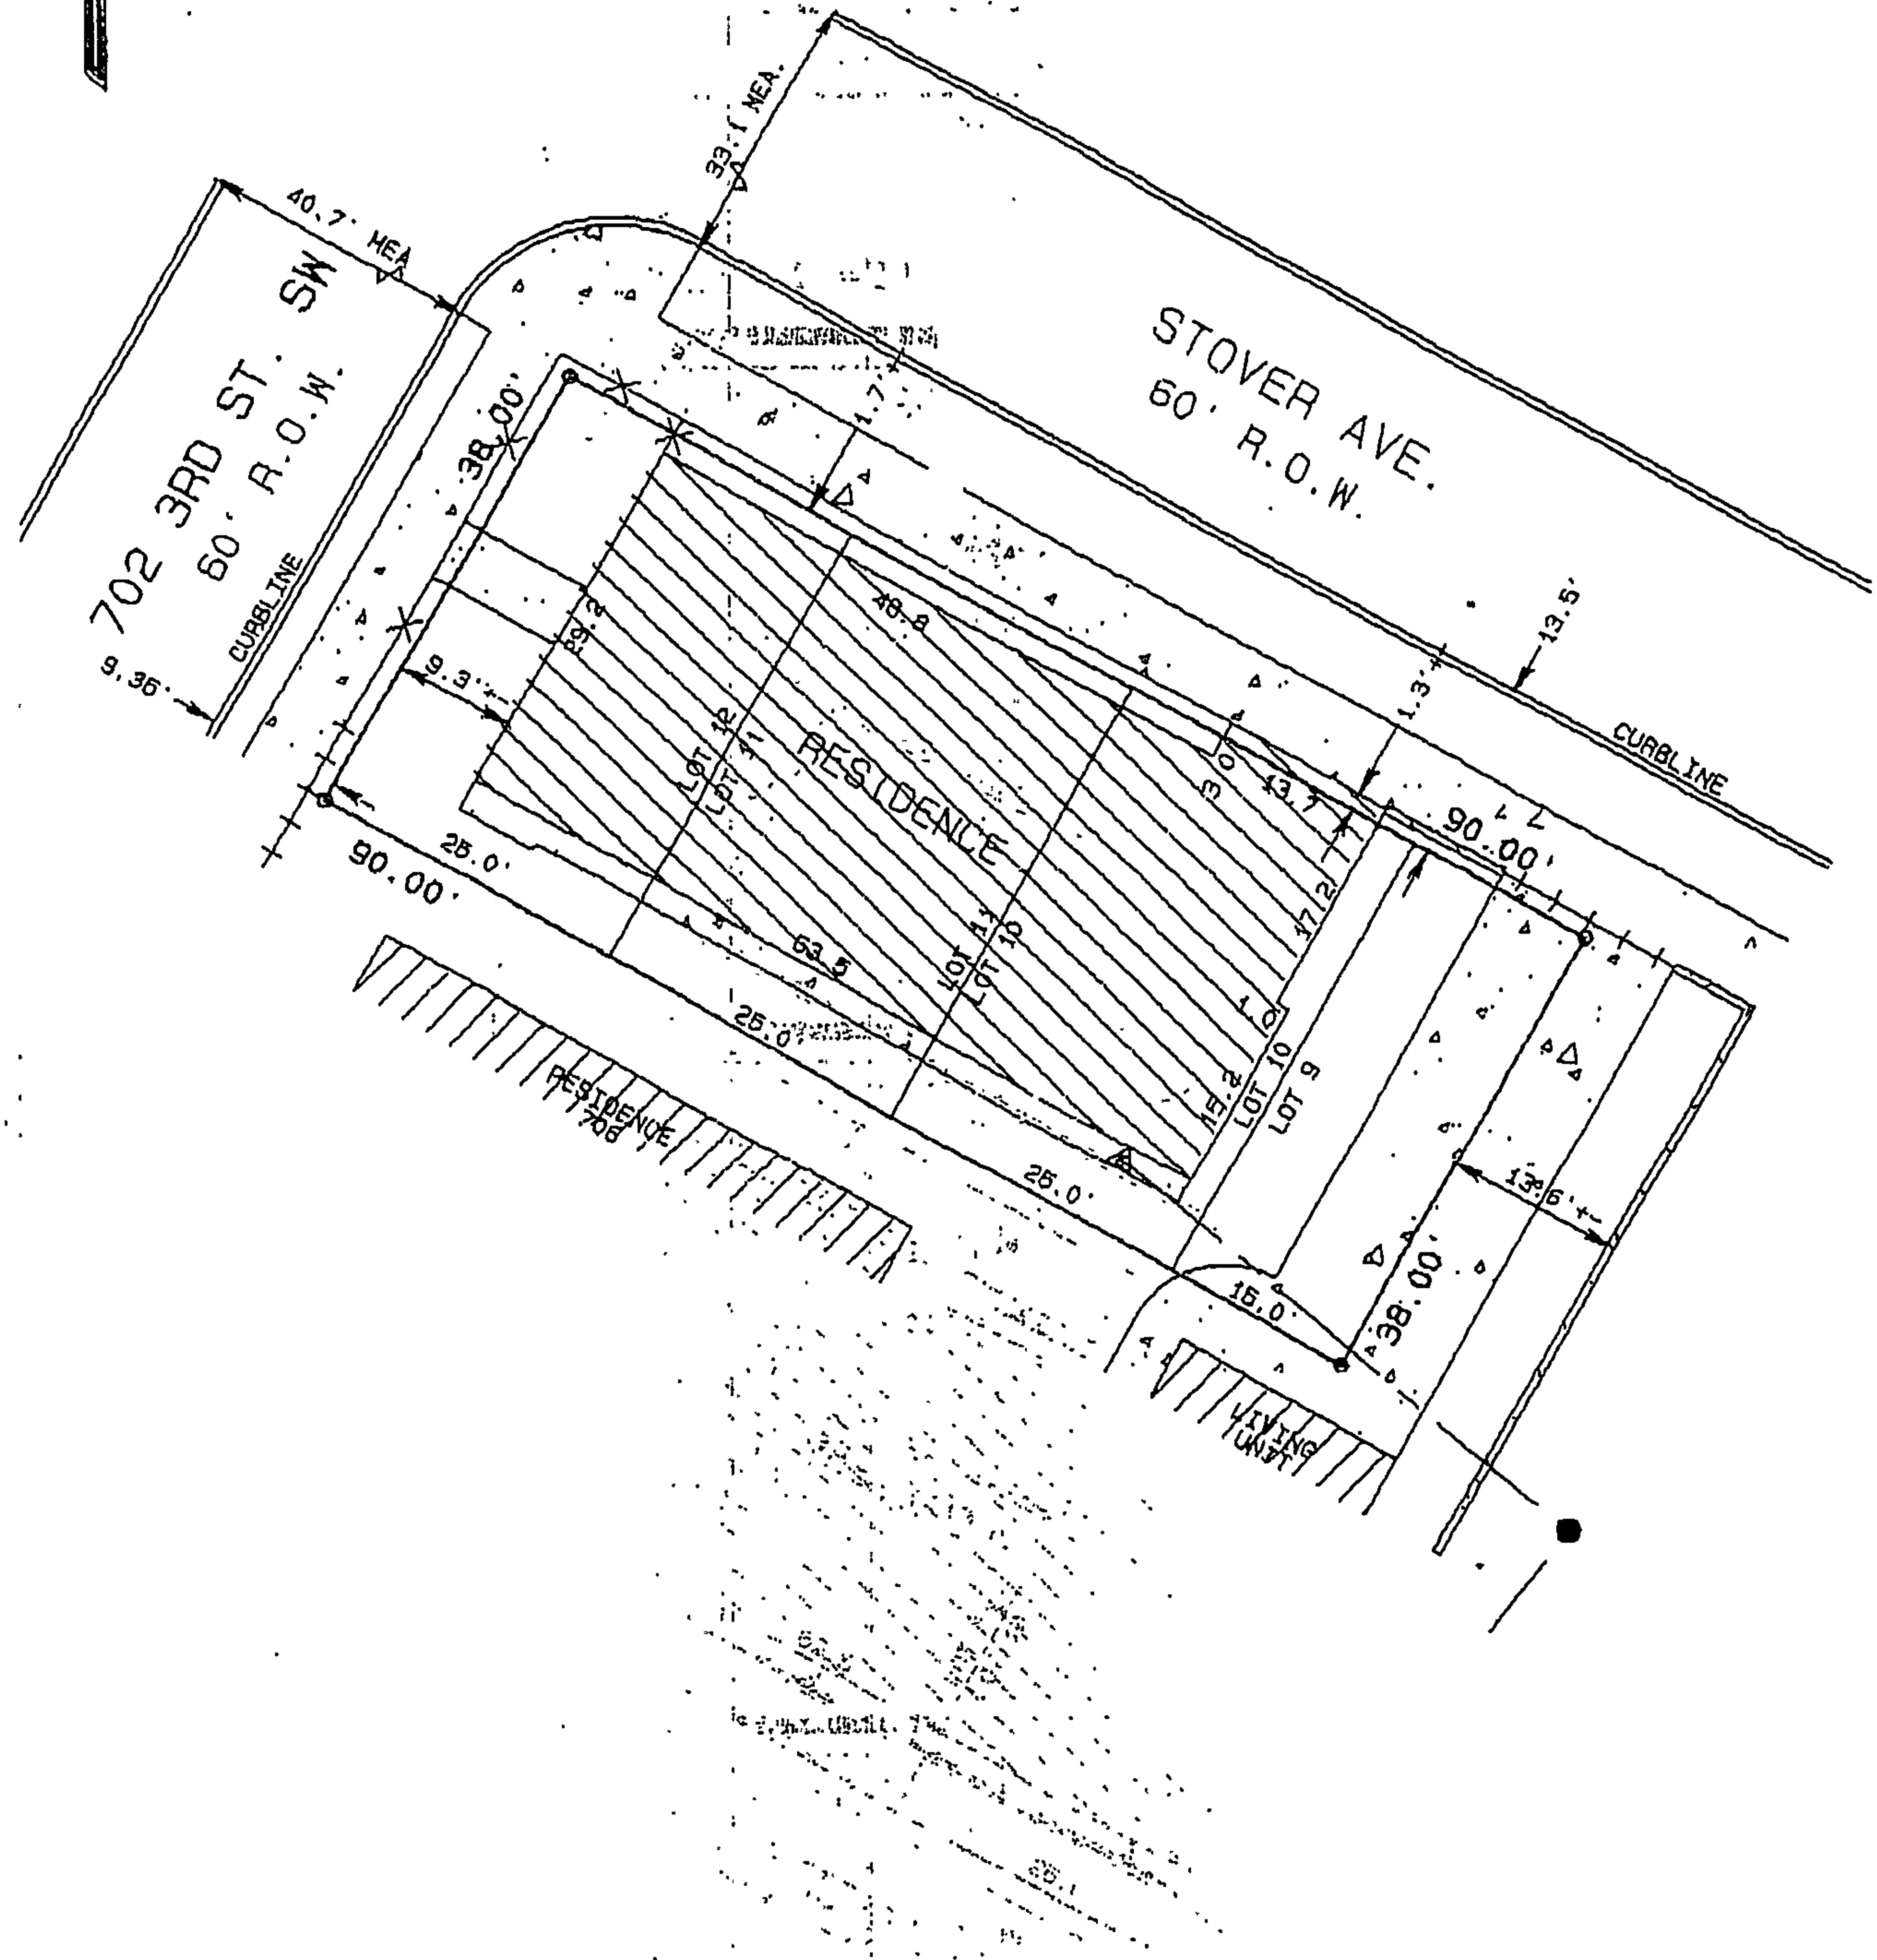 33.1 MEA.
40.7' MEA
STOVER AVE.
60' R.O.W.
702 3RD ST. SW
60' R.O.W.
CURBLINE
9.35'
38.00'
1.7'
13.5'
1.3'
CURBLINE
9.3'+-
29.2
48.8
LOT 12
LOT 11
RESIDENCE
3.0
13.7
90.00'
17.2
LOT 11
LOT 10
1.0
15.2
LOT 10
LOT 9
25.0'
90.00'
53.5
25.0'
25.0'
15.0'
13.6'+-
38.00'
RESIDENCE
706
LIVING
UNIT